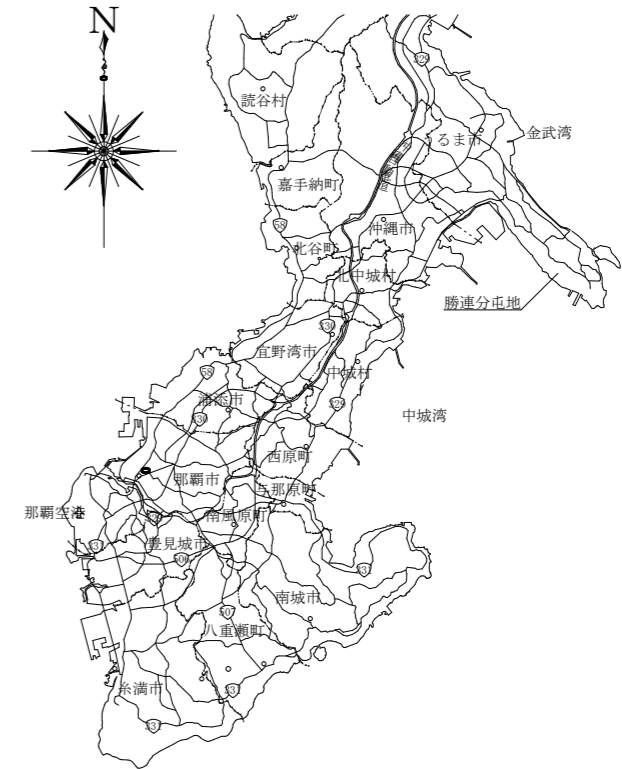 N
329
読谷村
うるま市
金武湾
嘉手納町
58
沖縄市
北谷町
北中城村
勝連分屯地
330
宜野湾市
中城村
58
浦添市
329
330
中城湾
西原町
那覇市
与那原町
那覇空港
南風原町
331
豊見城市
506
331
南城市
507
八重瀬町
糸満市
331
331